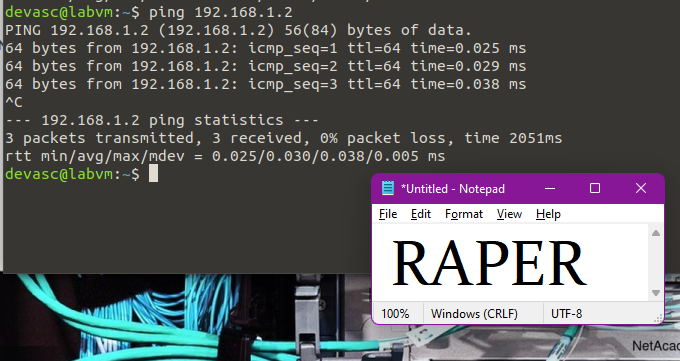 devasc@labvm:~$ ping 192.168.1.2
PING 192.168.1.2 (192.168.1.2) 56(84) bytes of data.
64 bytes from 192.168.1.2: icmp_seq=1 ttl=64 time=0.025 ms
64 bytes from 192.168.1.2: icmp_seq=2 ttl=64 time=0.029 ms
64 bytes from 192.168.1.2: icmp_seq=3 ttl=64 time=0.038 ms
^C
--- 192.168.1.2 ping statistics ---
3 packets transmitted, 3 received, 0% packet loss, time 2051ms
rtt min/avg/max/mdev = 0.025/0.030/0.038/0.005 ms
devasc@labvm:~$
*Untitled - Notepad
File Edit Format View Help
RAPER
100% Windows (CRLF) UTF-8
NetAcad